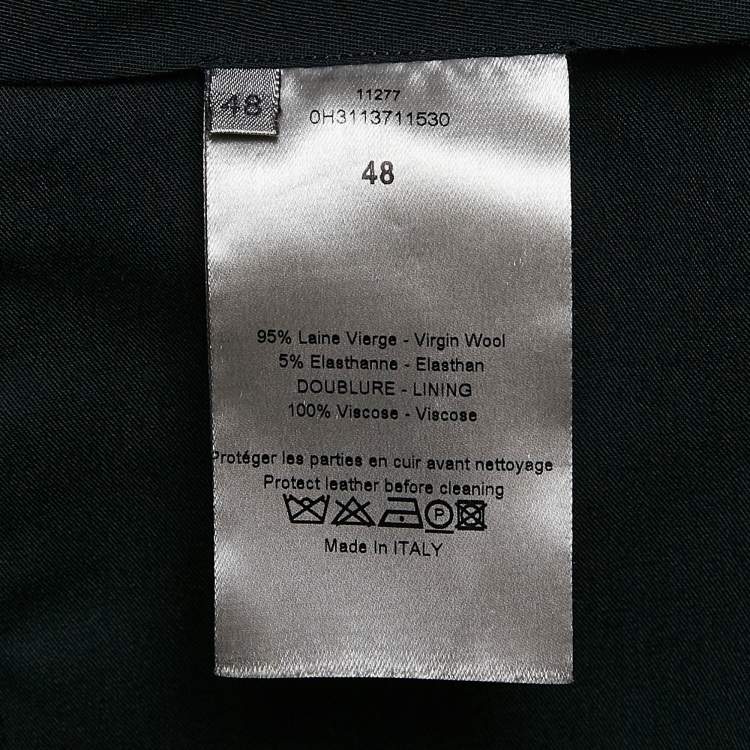 48
11277
0H3113711530
48
95% Laine Vierge - Virgin Wool
5% Elasthanne - Elasthan
DOUBLURE - LINING
100% Viscose - Viscose
Protéger les parties en cuir avant nettoyage
Protect leather before cleaning
P
Made In ITALY